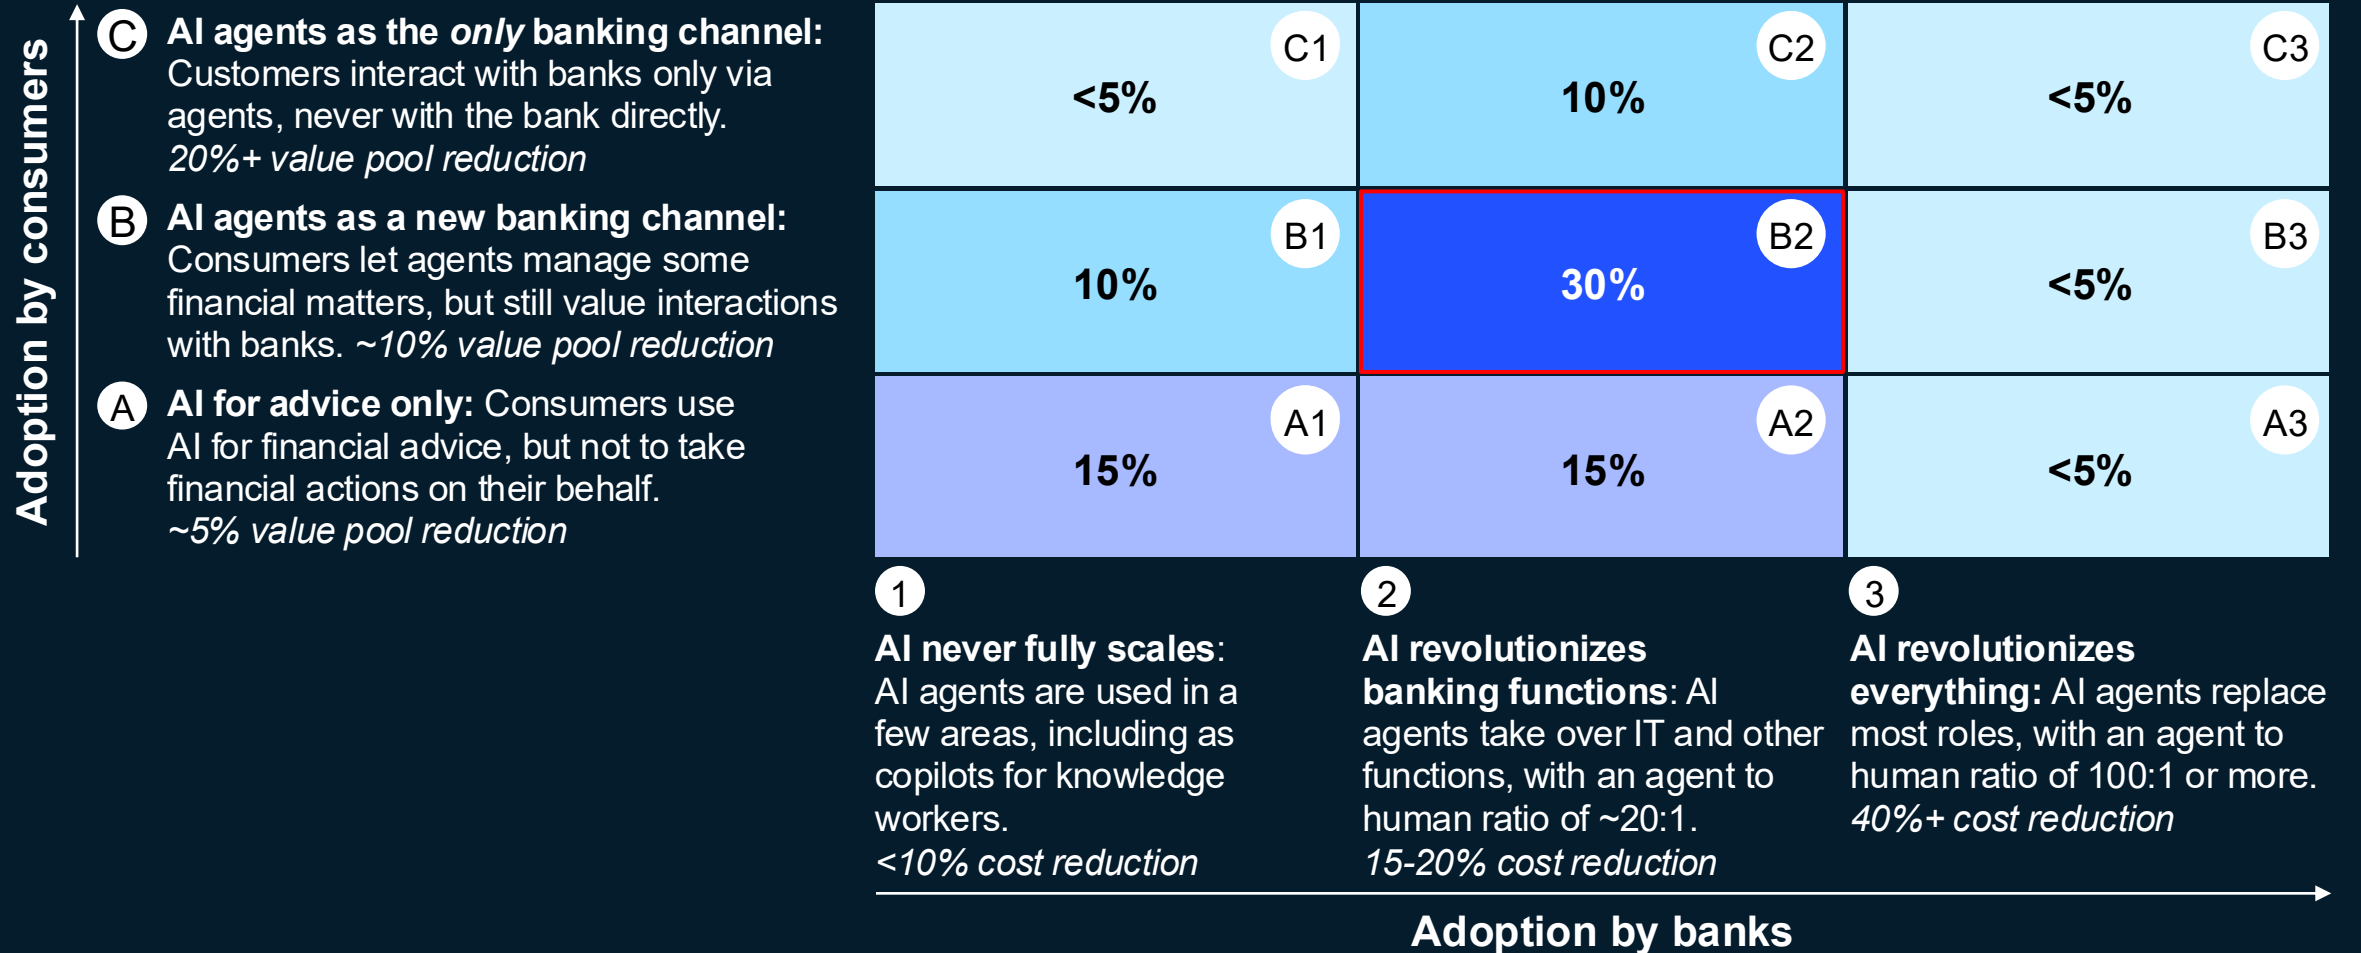 Adoption by consumers
C
AI agents as the only banking channel:
Customers interact with banks only via
agents, never with the bank directly.
20%+ value pool reduction
B
AI agents as a new banking channel:
Consumers let agents manage some
financial matters, but still value interactions
with banks. ~10% value pool reduction
A
AI for advice only: Consumers use
AI for financial advice, but not to take
financial actions on their behalf.
~5% value pool reduction
C1
<5%
C2
10%
C3
<5%
B1
10%
B2
30%
B3
<5%
A1
15%
A2
15%
A3
<5%
1
AI never fully scales:
AI agents are used in a
few areas, including as
copilots for knowledge
workers.
<10% cost reduction
2
AI revolutionizes
banking functions: AI
agents take over IT and other
functions, with an agent to
human ratio of ~20:1.
15-20% cost reduction
3
AI revolutionizes
everything: AI agents replace
most roles, with an agent to
human ratio of 100:1 or more.
40%+ cost reduction
Adoption by banks